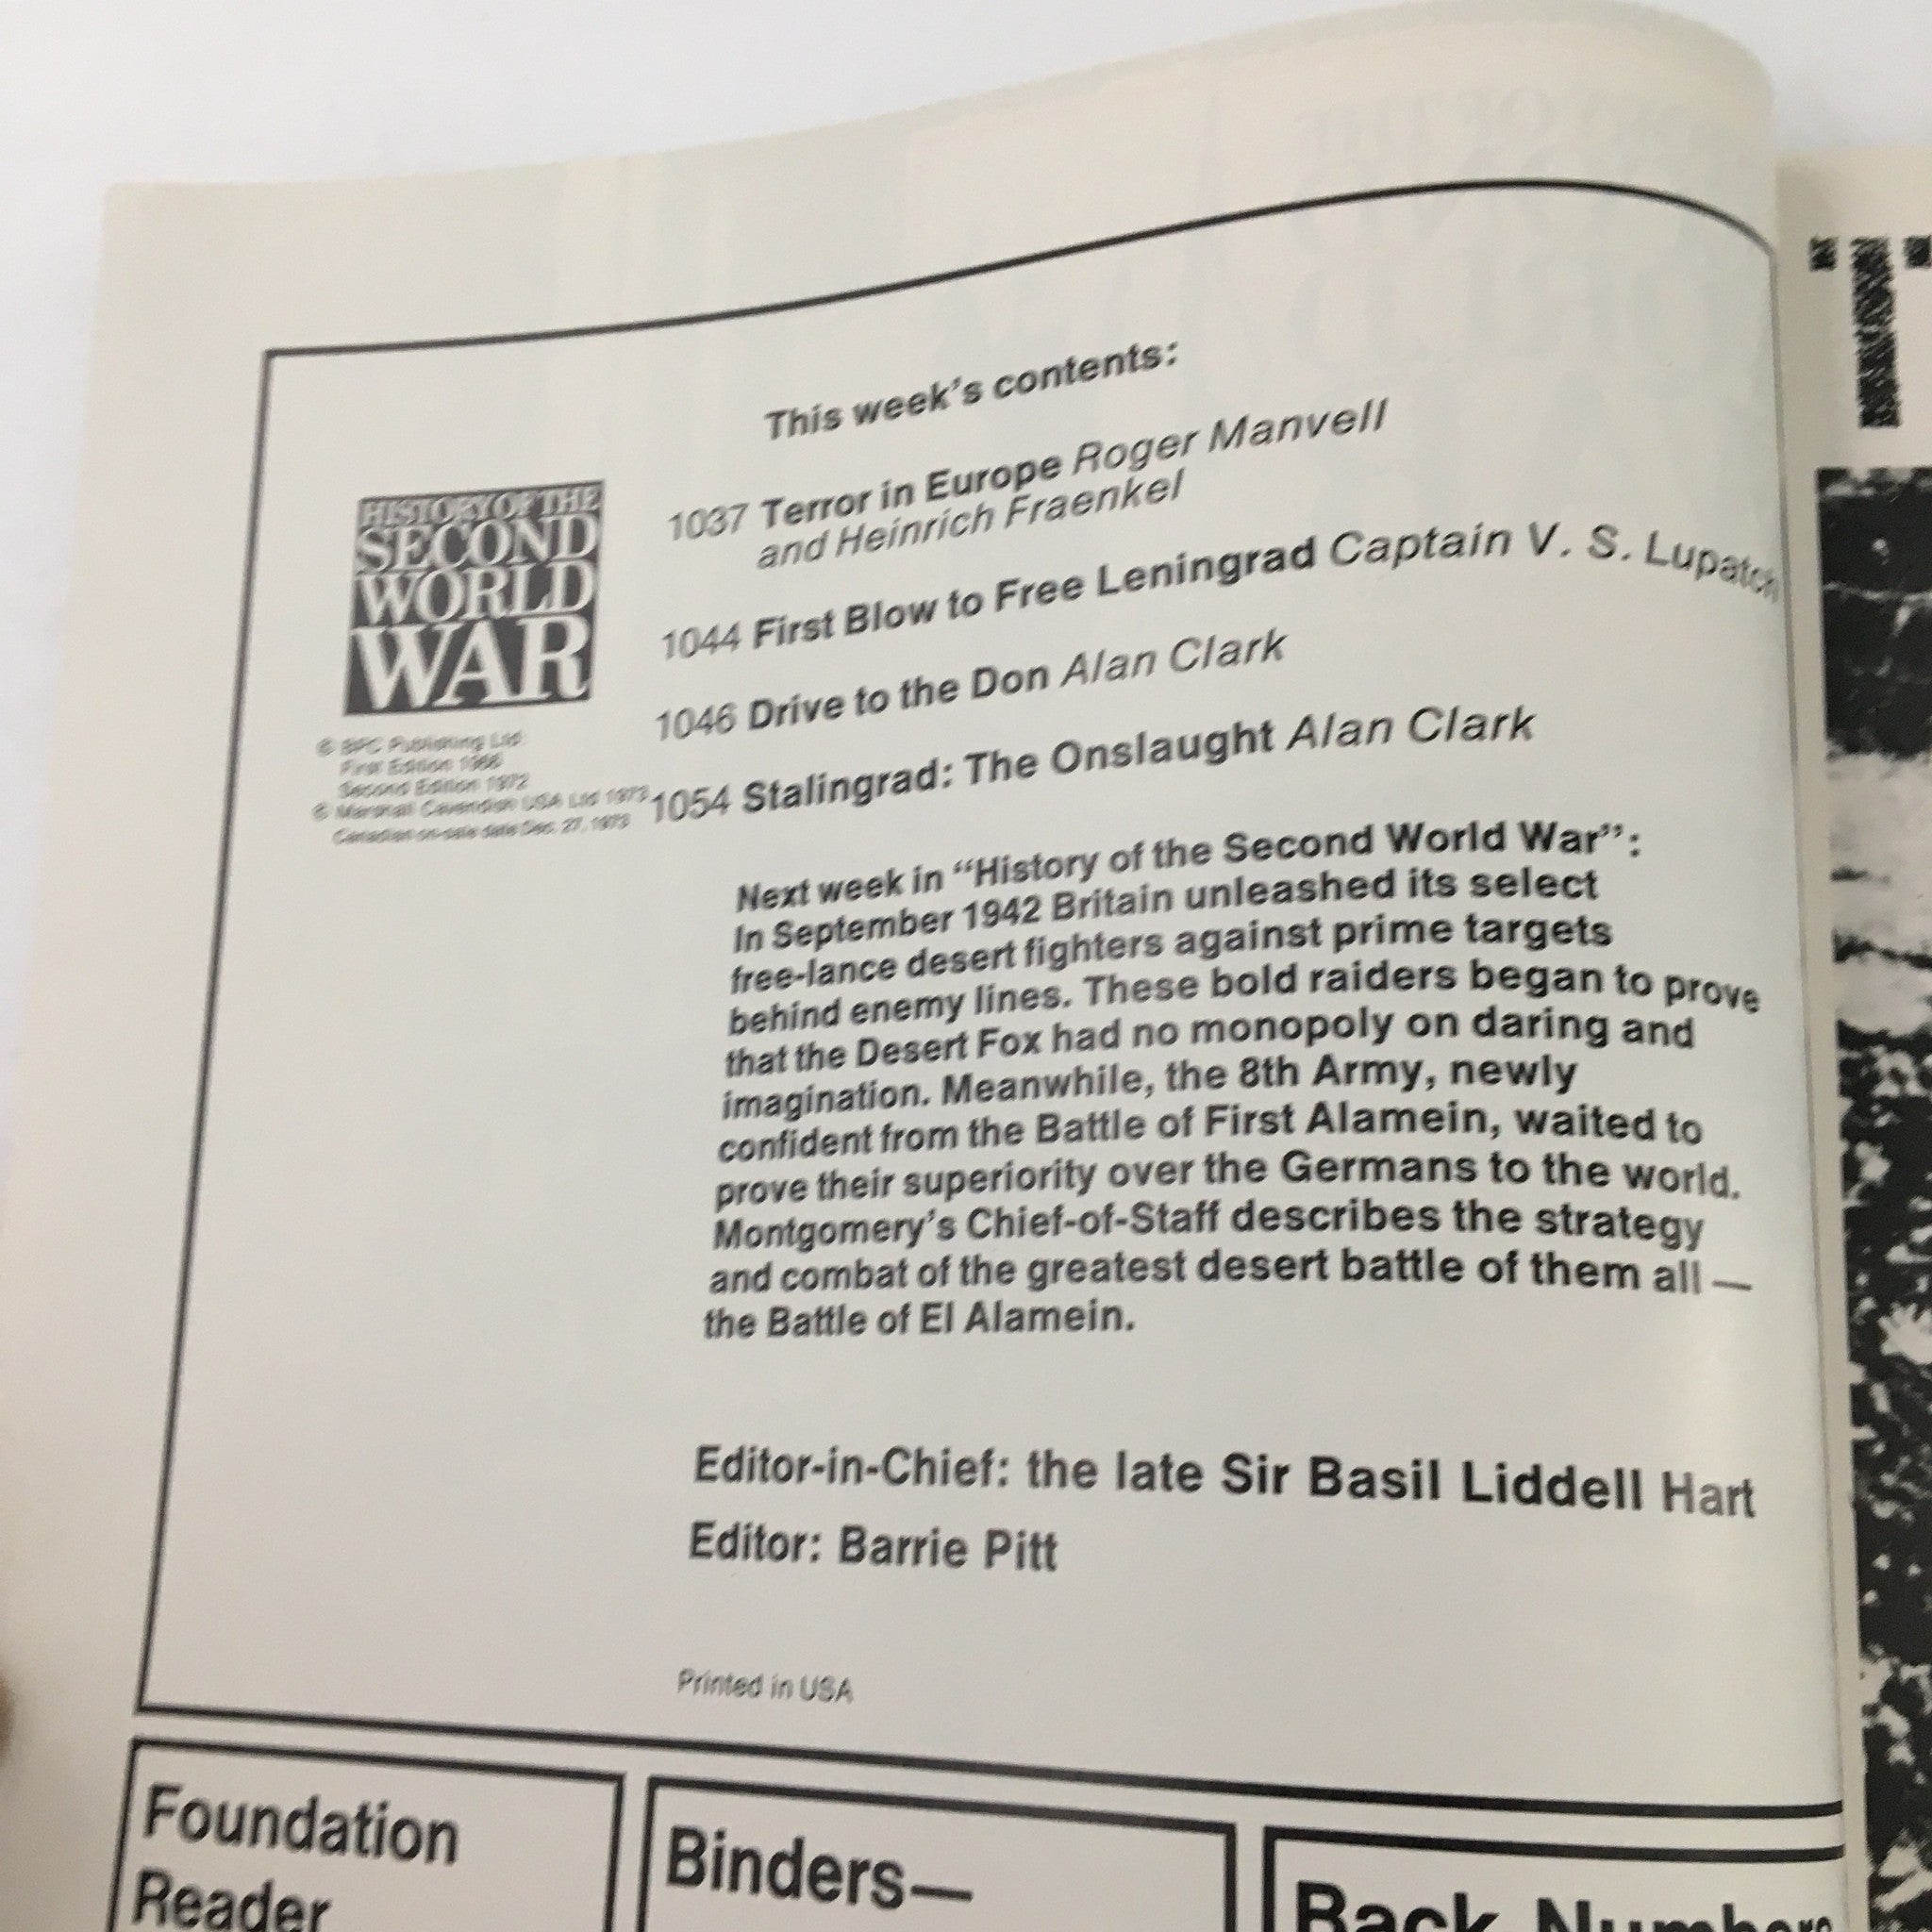 This week's contents:
1037 Terror in Europe Roger Manvell
and Heinrich Fraenkel
1044 First Blow to Free Leningrad Captain V. S.
1046 Drive to the Don Alan Clark
1054 Stalingrad: The Onslaught Alan Clark
HISTORY OF THE
SECOND
WORLD
WAR
© BPC Publishing Ltd.
First Edition 1966
Second Edition 1972
© Marshall Cavendish USA Ltd 1973
Canadian on-sale date Dec. 27, 1973
Next week in “History of the Second World War”:
In September 1942 Britain unleashed its select
free-lance desert fighters against prime targets
behind enemy lines. These bold raiders began to prove
that the Desert Fox had no monopoly on daring and
imagination. Meanwhile, the 8th Army, newly
confident from the Battle of First Alamein, waited to
prove their superiority over the Germans to the world.
Montgomery's Chief-of-Staff describes the strategy
and combat of the greatest desert battle of them all —
the Battle of El Alamein.
Editor-in-Chief: the late Sir Basil Liddell Hart
Editor: Barrie Pitt
Printed in USA
Foundation
Reader
Binders—
Back Numbers